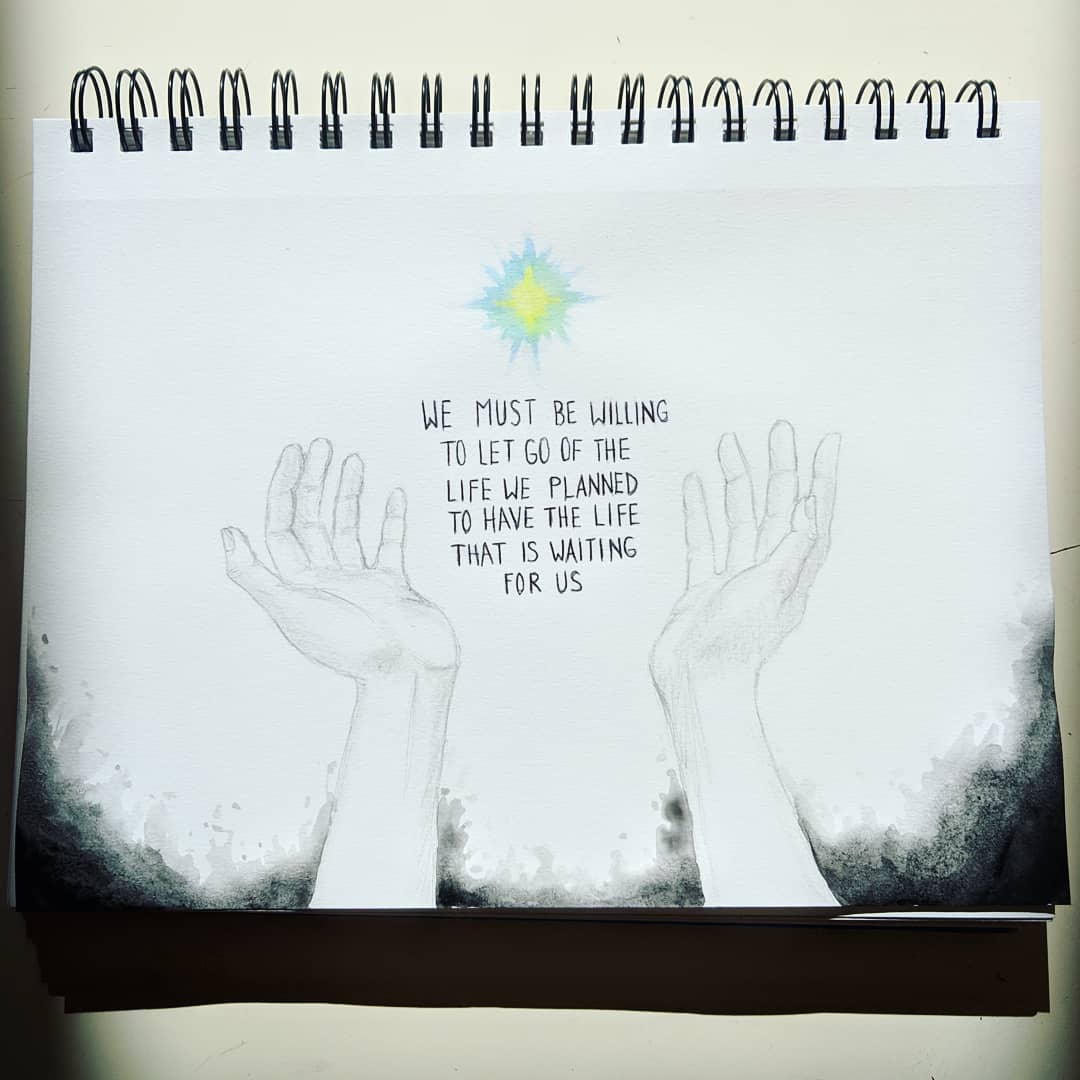 WE MUST BE WILLING
TO LET GO OF THE
LIFE WE PLANNED
TO HAVE THE LIFE
THAT IS WAITING
FOR US